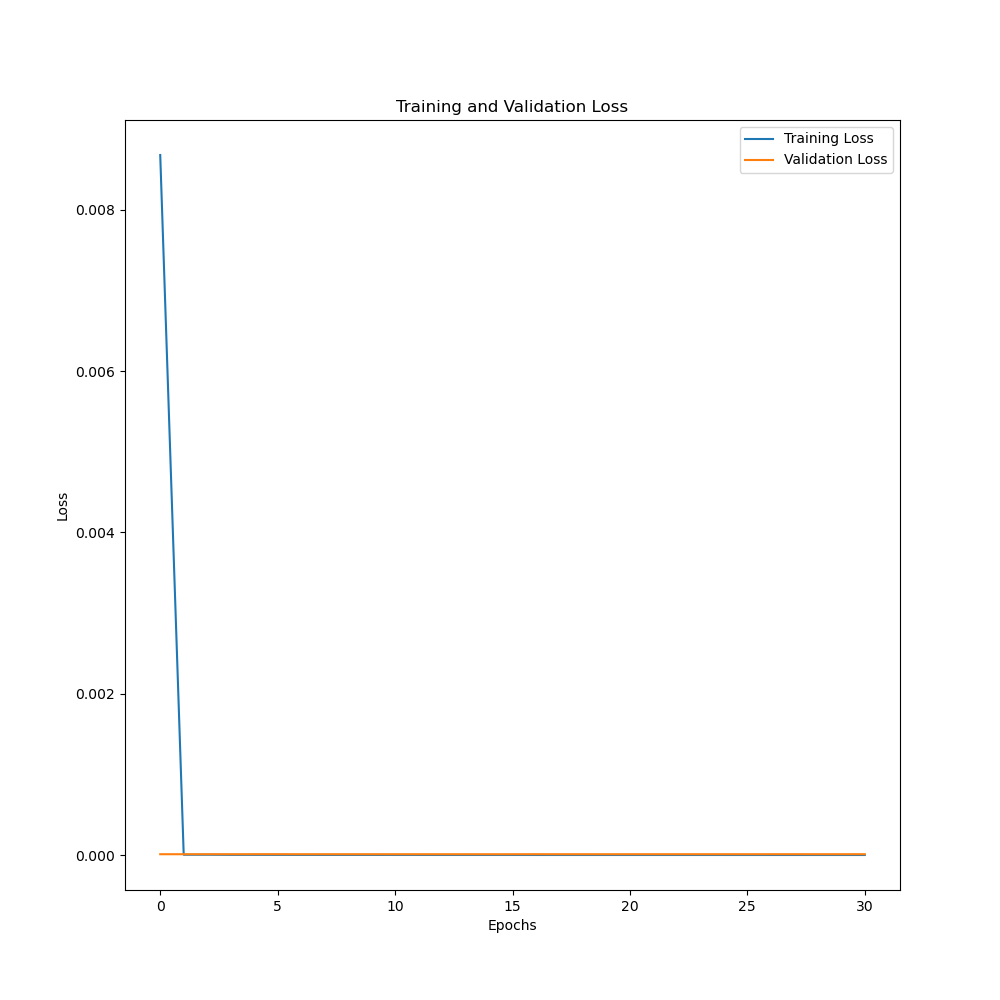 Training and Validation Loss
Training Loss
Validation Loss
0.008
0.006
0.004
0.002
0.000
Loss
0 5 10 15 20 25 30
Epochs